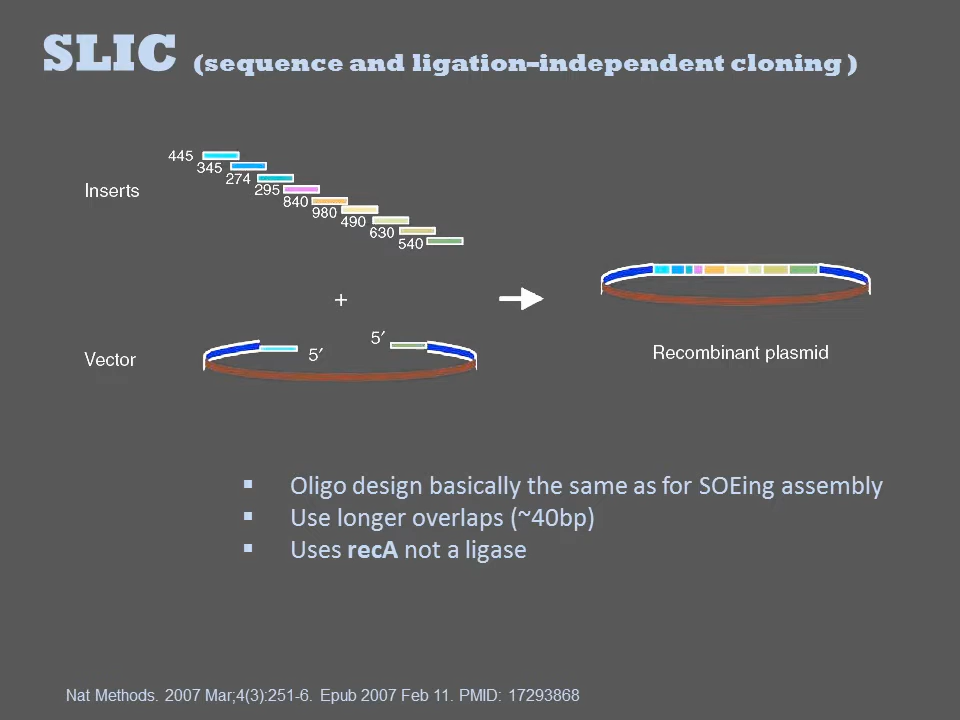 SLIC (sequence and ligation–independent cloning )
445
345
274
295
840
980
490
630
540
Inserts
+
5′
5′
Vector
Recombinant plasmid
▪ Oligo design basically the same as for SOEing assembly
▪ Use longer overlaps (~40bp)
▪ Uses recA not a ligase
Nat Methods. 2007 Mar;4(3):251-6. Epub 2007 Feb 11. PMID: 17293868